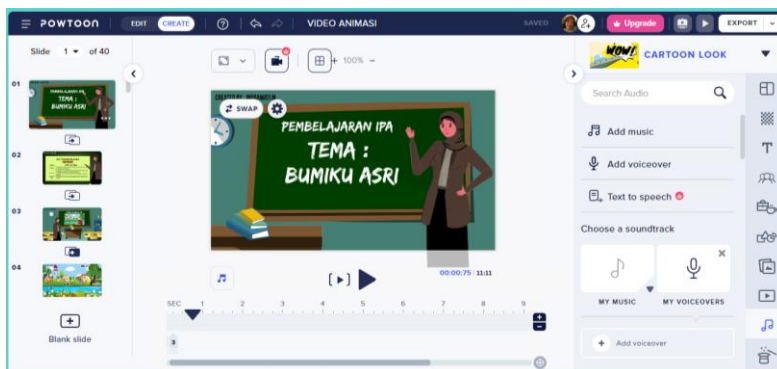 POWTOON
EDIT
CREATE
VIDEO ANIMASI
SAVED
Upgrade
EXPORT
Slide 1 of 40
01
02
03
04
Blank slide
100%
SWAP
PEMBELAJARAN IPA
TEMA :
BUMIKU ASRI
00:00:75 11:11
SEC 1 2 3 4 5 6 7 8 9
3
WOW!
CARTOON LOOK
Search Audio
Add music
Add voiceover
Text to speech
Choose a soundtrack
MY MUSIC
MY VOICEOVERS
Add voiceover